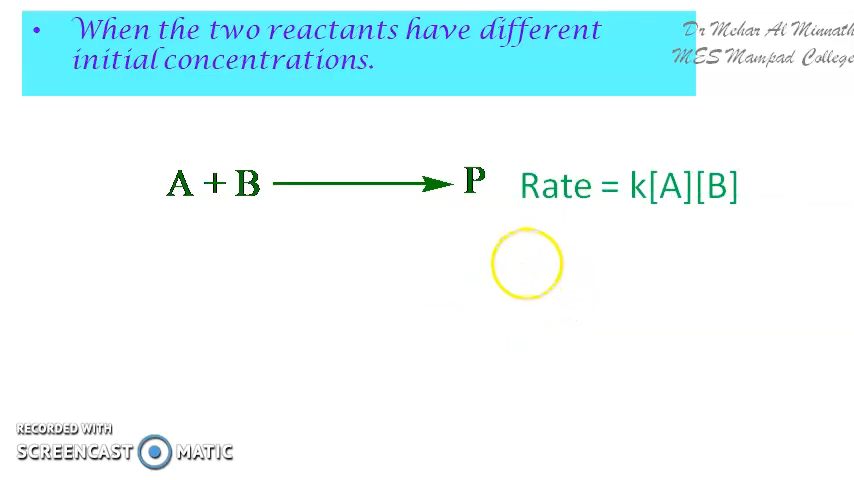 • When the two reactants have different
initial concentrations.
Dr Mehar Al Minnath
MES Mampad College
A + B P Rate = k[A][B]
RECORDED WITH
SCREENCAST MATIC